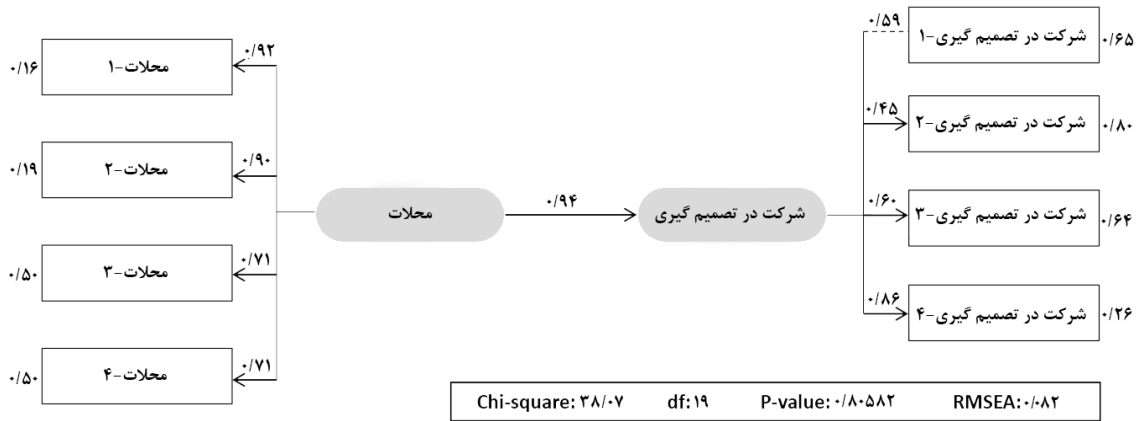 ۰/۹۲
محلات-۱
۰/۱۶
۰/۹۰
محلات-۲
۰/۱۹
۰/۷۱
محلات-۳
۰/۵۰
۰/۷۱
محلات-۴
۰/۵۰
محلات
۰/۹۴
شرکت در تصمیم گیری
۰/۵۹
شرکت در تصمیم گیری-۱
۰/۶۵
۰/۴۵
شرکت در تصمیم گیری-۲
۰/۸۰
۰/۶۰
شرکت در تصمیم گیری-۳
۰/۶۴
۰/۸۶
شرکت در تصمیم گیری-۴
۰/۲۶
Chi-square: ۳۸/۰۷ df: ۱۹ P-value: ۰/۸۰۵۸۲ RMSEA: ۰/۰۸۲